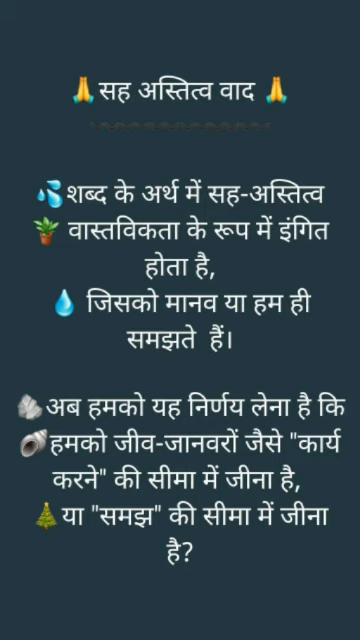 🙏सह अस्तित्व वाद 🙏
💦शब्द के अर्थ में सह-अस्तित्व
🪴 वास्तविकता के रूप में इंगित
होता है,
💧 जिसको मानव या हम ही
समझते हैं।
🪨अब हमको यह निर्णय लेना है कि
🐚हमको जीव-जानवरों जैसे "कार्य
करने" की सीमा में जीना है,
🎄या "समझ" की सीमा में जीना
है?